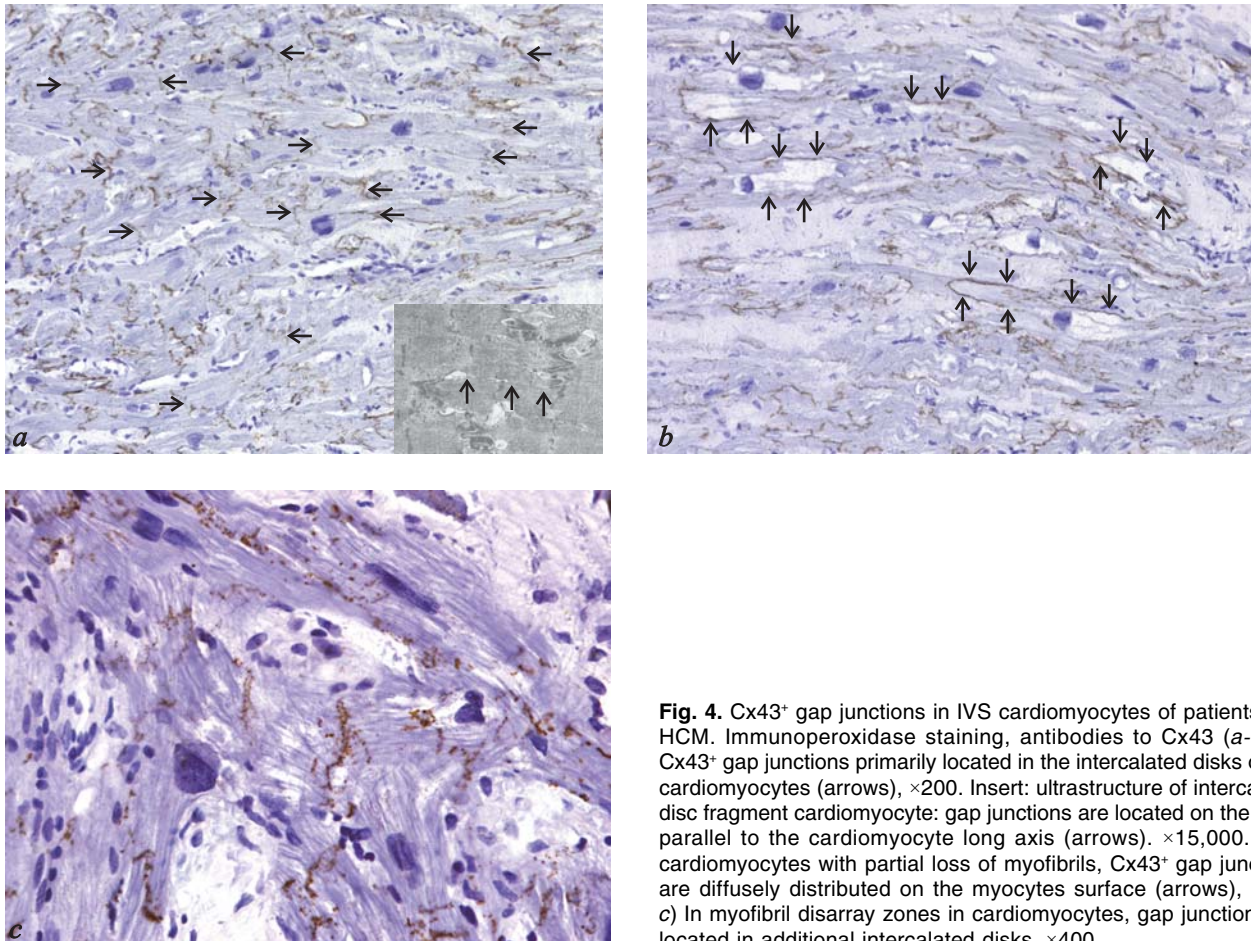 a
b
c
Fig. 4. Cx43⁺ gap junctions in IVS cardiomyocytes of patients
HCM. Immunoperoxidase staining, antibodies to Cx43 (a-
Cx43⁺ gap junctions primarily located in the intercalated disks
cardiomyocytes (arrows), ×200. Insert: ultrastructure of interca
disc fragment cardiomyocyte: gap junctions are located on the
parallel to the cardiomyocyte long axis (arrows). ×15,000.
cardiomyocytes with partial loss of myofibrils, Cx43⁺ gap junc
are diffusely distributed on the myocytes surface (arrows),
c) In myofibril disarray zones in cardiomyocytes, gap junction
located in additional intercalated disks, ×400.